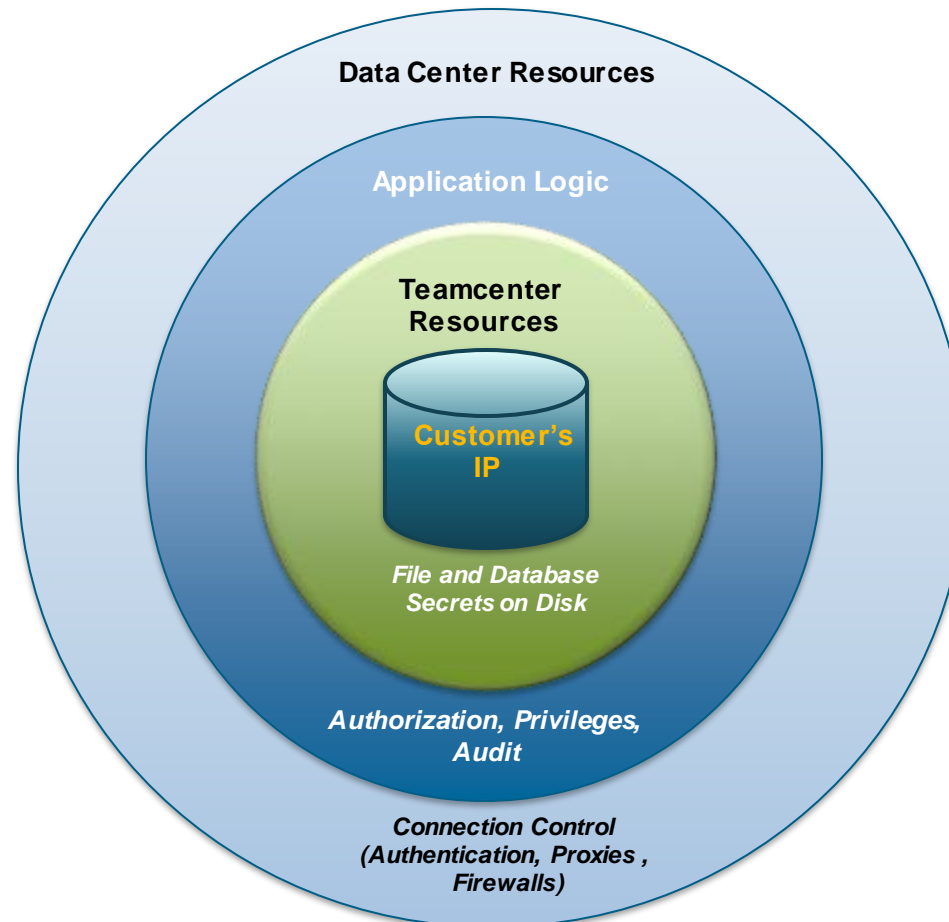 Data Center Resources
Application Logic
Teamcenter
Resources
Customer’s
IP
File and Database
Secrets on Disk
Authorization, Privileges,
Audit
Connection Control
(Authentication, Proxies ,
Firewalls)